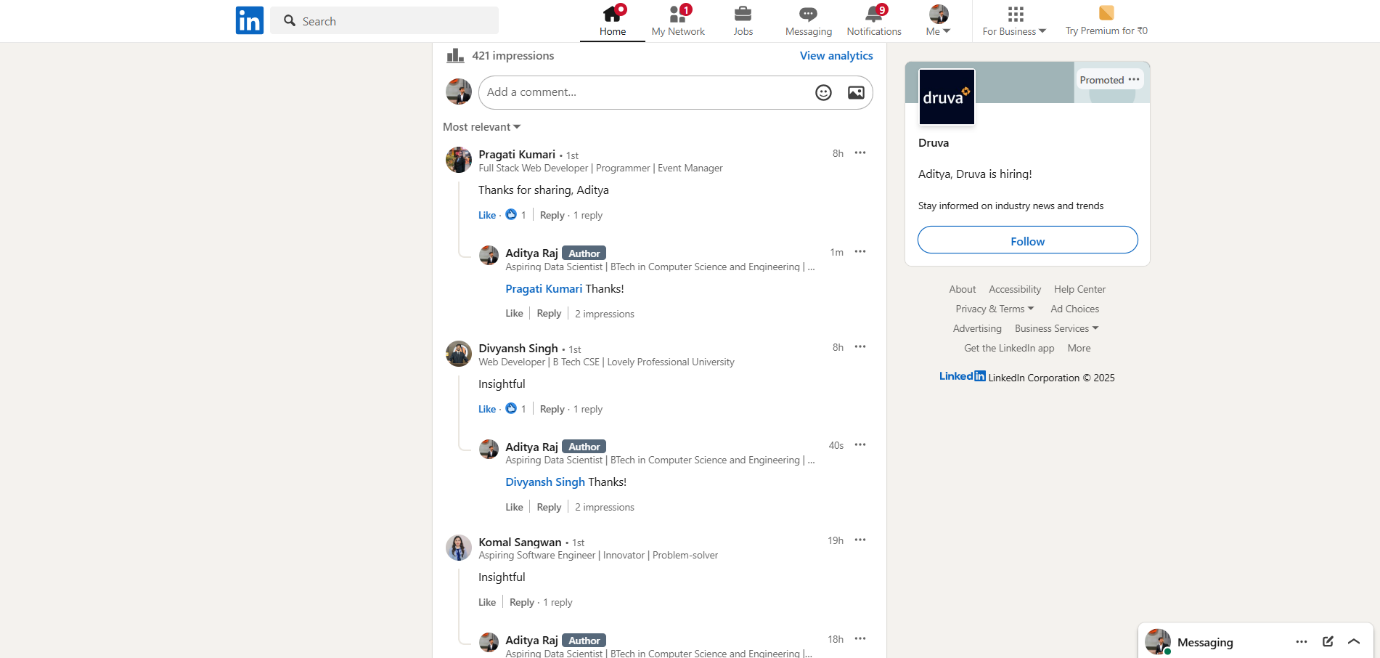 in Search
Home
1 My Network
Jobs
Messaging
9 Notifications
Me
For Business
Try Premium for ₹0
421 impressions View analytics
Add a comment...
Most relevant
Pragati Kumari • 1st 8h
Full Stack Web Developer | Programmer | Event Manager
Thanks for sharing, Aditya
Like · 1 | Reply · 1 reply
Aditya Raj Author 1m
Aspiring Data Scientist | BTech in Computer Science and Engineering | ...
Pragati Kumari Thanks!
Like | Reply | 2 impressions
Divyansh Singh • 1st 8h
Web Developer | B Tech CSE | Lovely Professional University
Insightful
Like · 1 | Reply · 1 reply
Aditya Raj Author 40s
Aspiring Data Scientist | BTech in Computer Science and Engineering | ...
Divyansh Singh Thanks!
Like | Reply | 2 impressions
Komal Sangwan • 1st 19h
Aspiring Software Engineer | Innovator | Problem-solver
Insightful
Like | Reply · 1 reply
Aditya Raj Author 18h
Aspiring Data Scientist | BTech in Computer Science and Engineering | ...
Promoted
druva
Druva
Aditya, Druva is hiring!
Stay informed on industry news and trends
Follow
About Accessibility Help Center
Privacy & Terms Ad Choices
Advertising Business Services
Get the LinkedIn app More
LinkedIn LinkedIn Corporation © 2025
Messaging